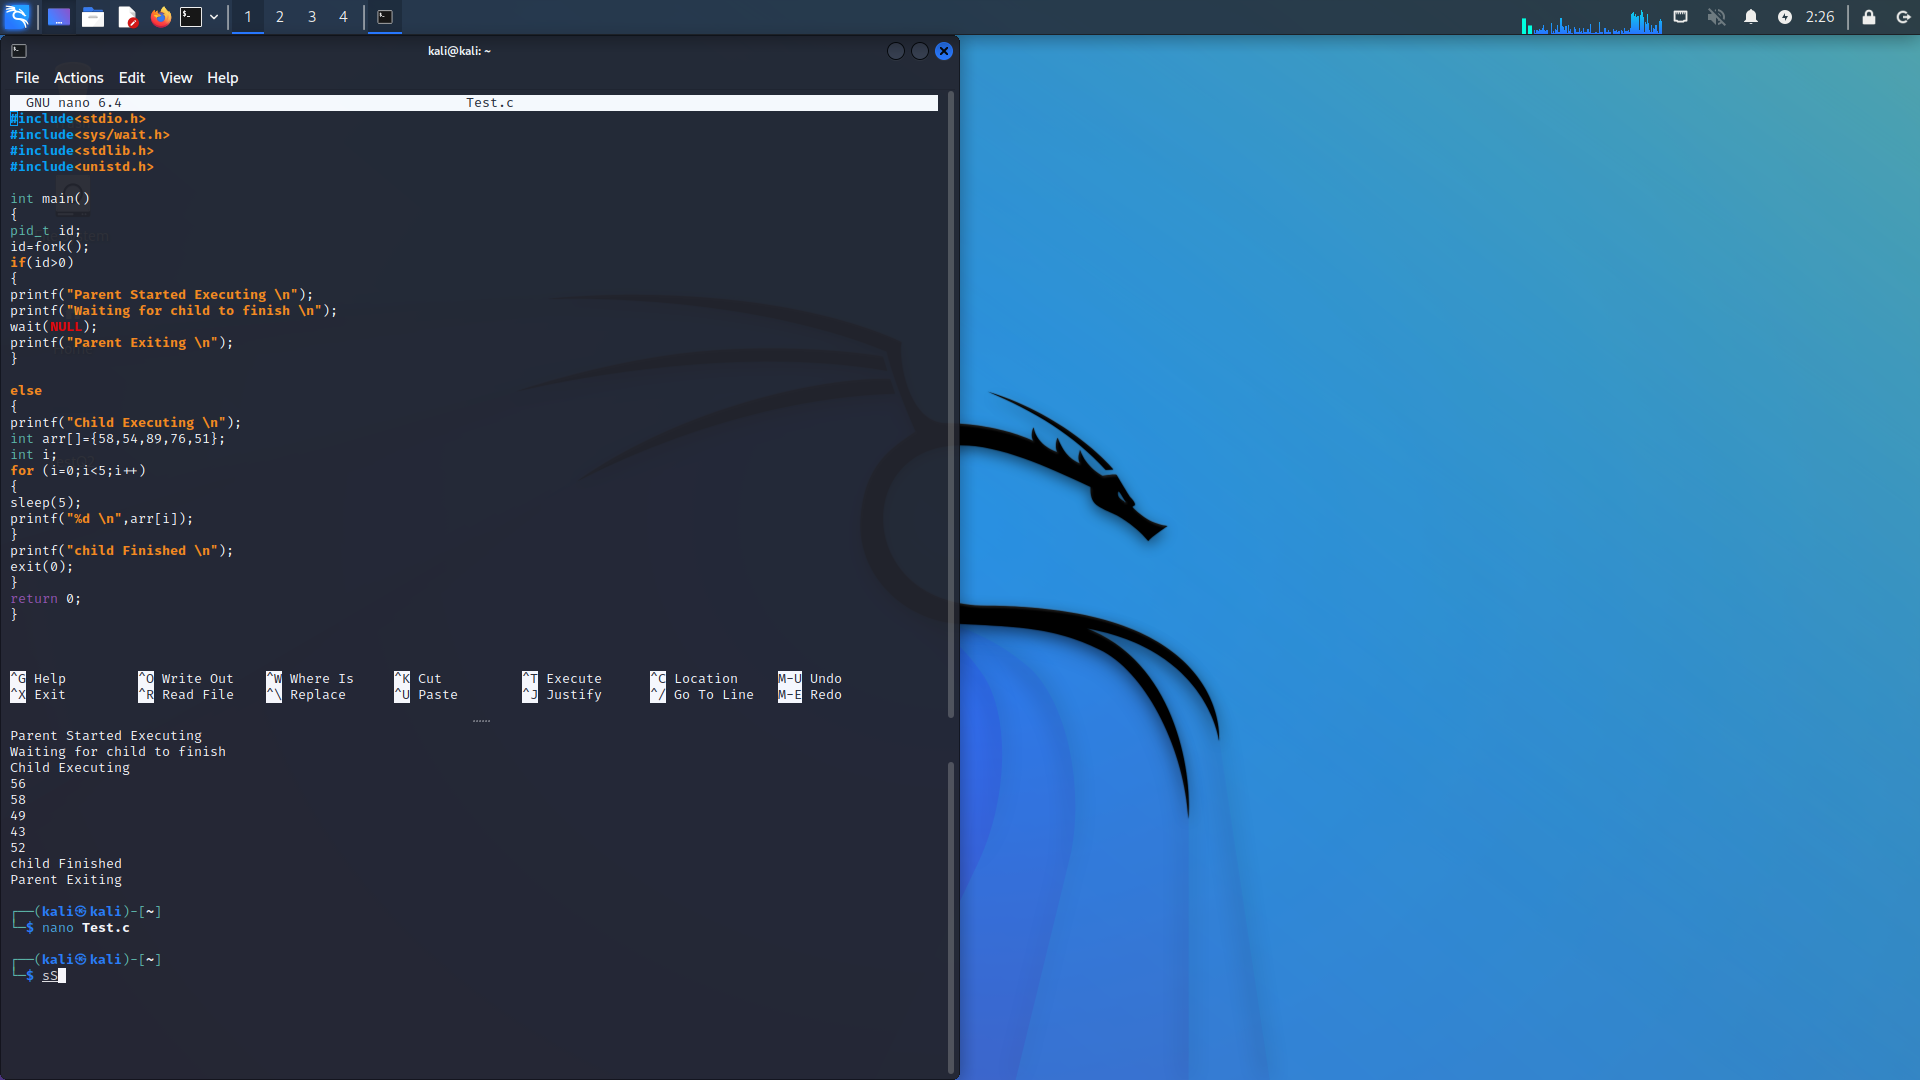 1 2 3 4
2:26
kali@kali: ~
File Actions Edit View Help
GNU nano 6.4 Test.c
#include<stdio.h>
#include<sys/wait.h>
#include<stdlib.h>
#include<unistd.h>
int main()
{
pid_t id;
id=fork();
if(id>0)
{
printf("Parent Started Executing \n");
printf("Waiting for child to finish \n");
wait(NULL);
printf("Parent Exiting \n");
}
else
{
printf("Child Executing \n");
int arr[]={58,54,89,76,51};
int i;
for (i=0;i<5;i++)
{
sleep(5);
printf("%d \n",arr[i]);
}
printf("child Finished \n");
exit(0);
}
return 0;
}
^G Help ^O Write Out ^W Where Is ^K Cut ^T Execute ^C Location M-U Undo
^X Exit ^R Read File ^\ Replace ^U Paste ^J Justify ^/ Go To Line M-E Redo
Parent Started Executing
Waiting for child to finish
Child Executing
56
58
49
43
52
child Finished
Parent Exiting
┌──(kali㉿kali)-[~]
└─$ nano Test.c
┌──(kali㉿kali)-[~]
└─$ sS